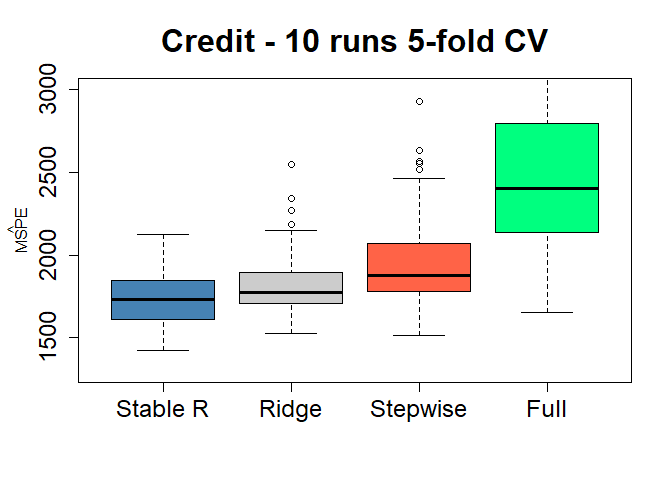 Credit - 10 runs 5-fold CV
3000
2500
2000
1500
MSPE^
Stable R Ridge Stepwise Full